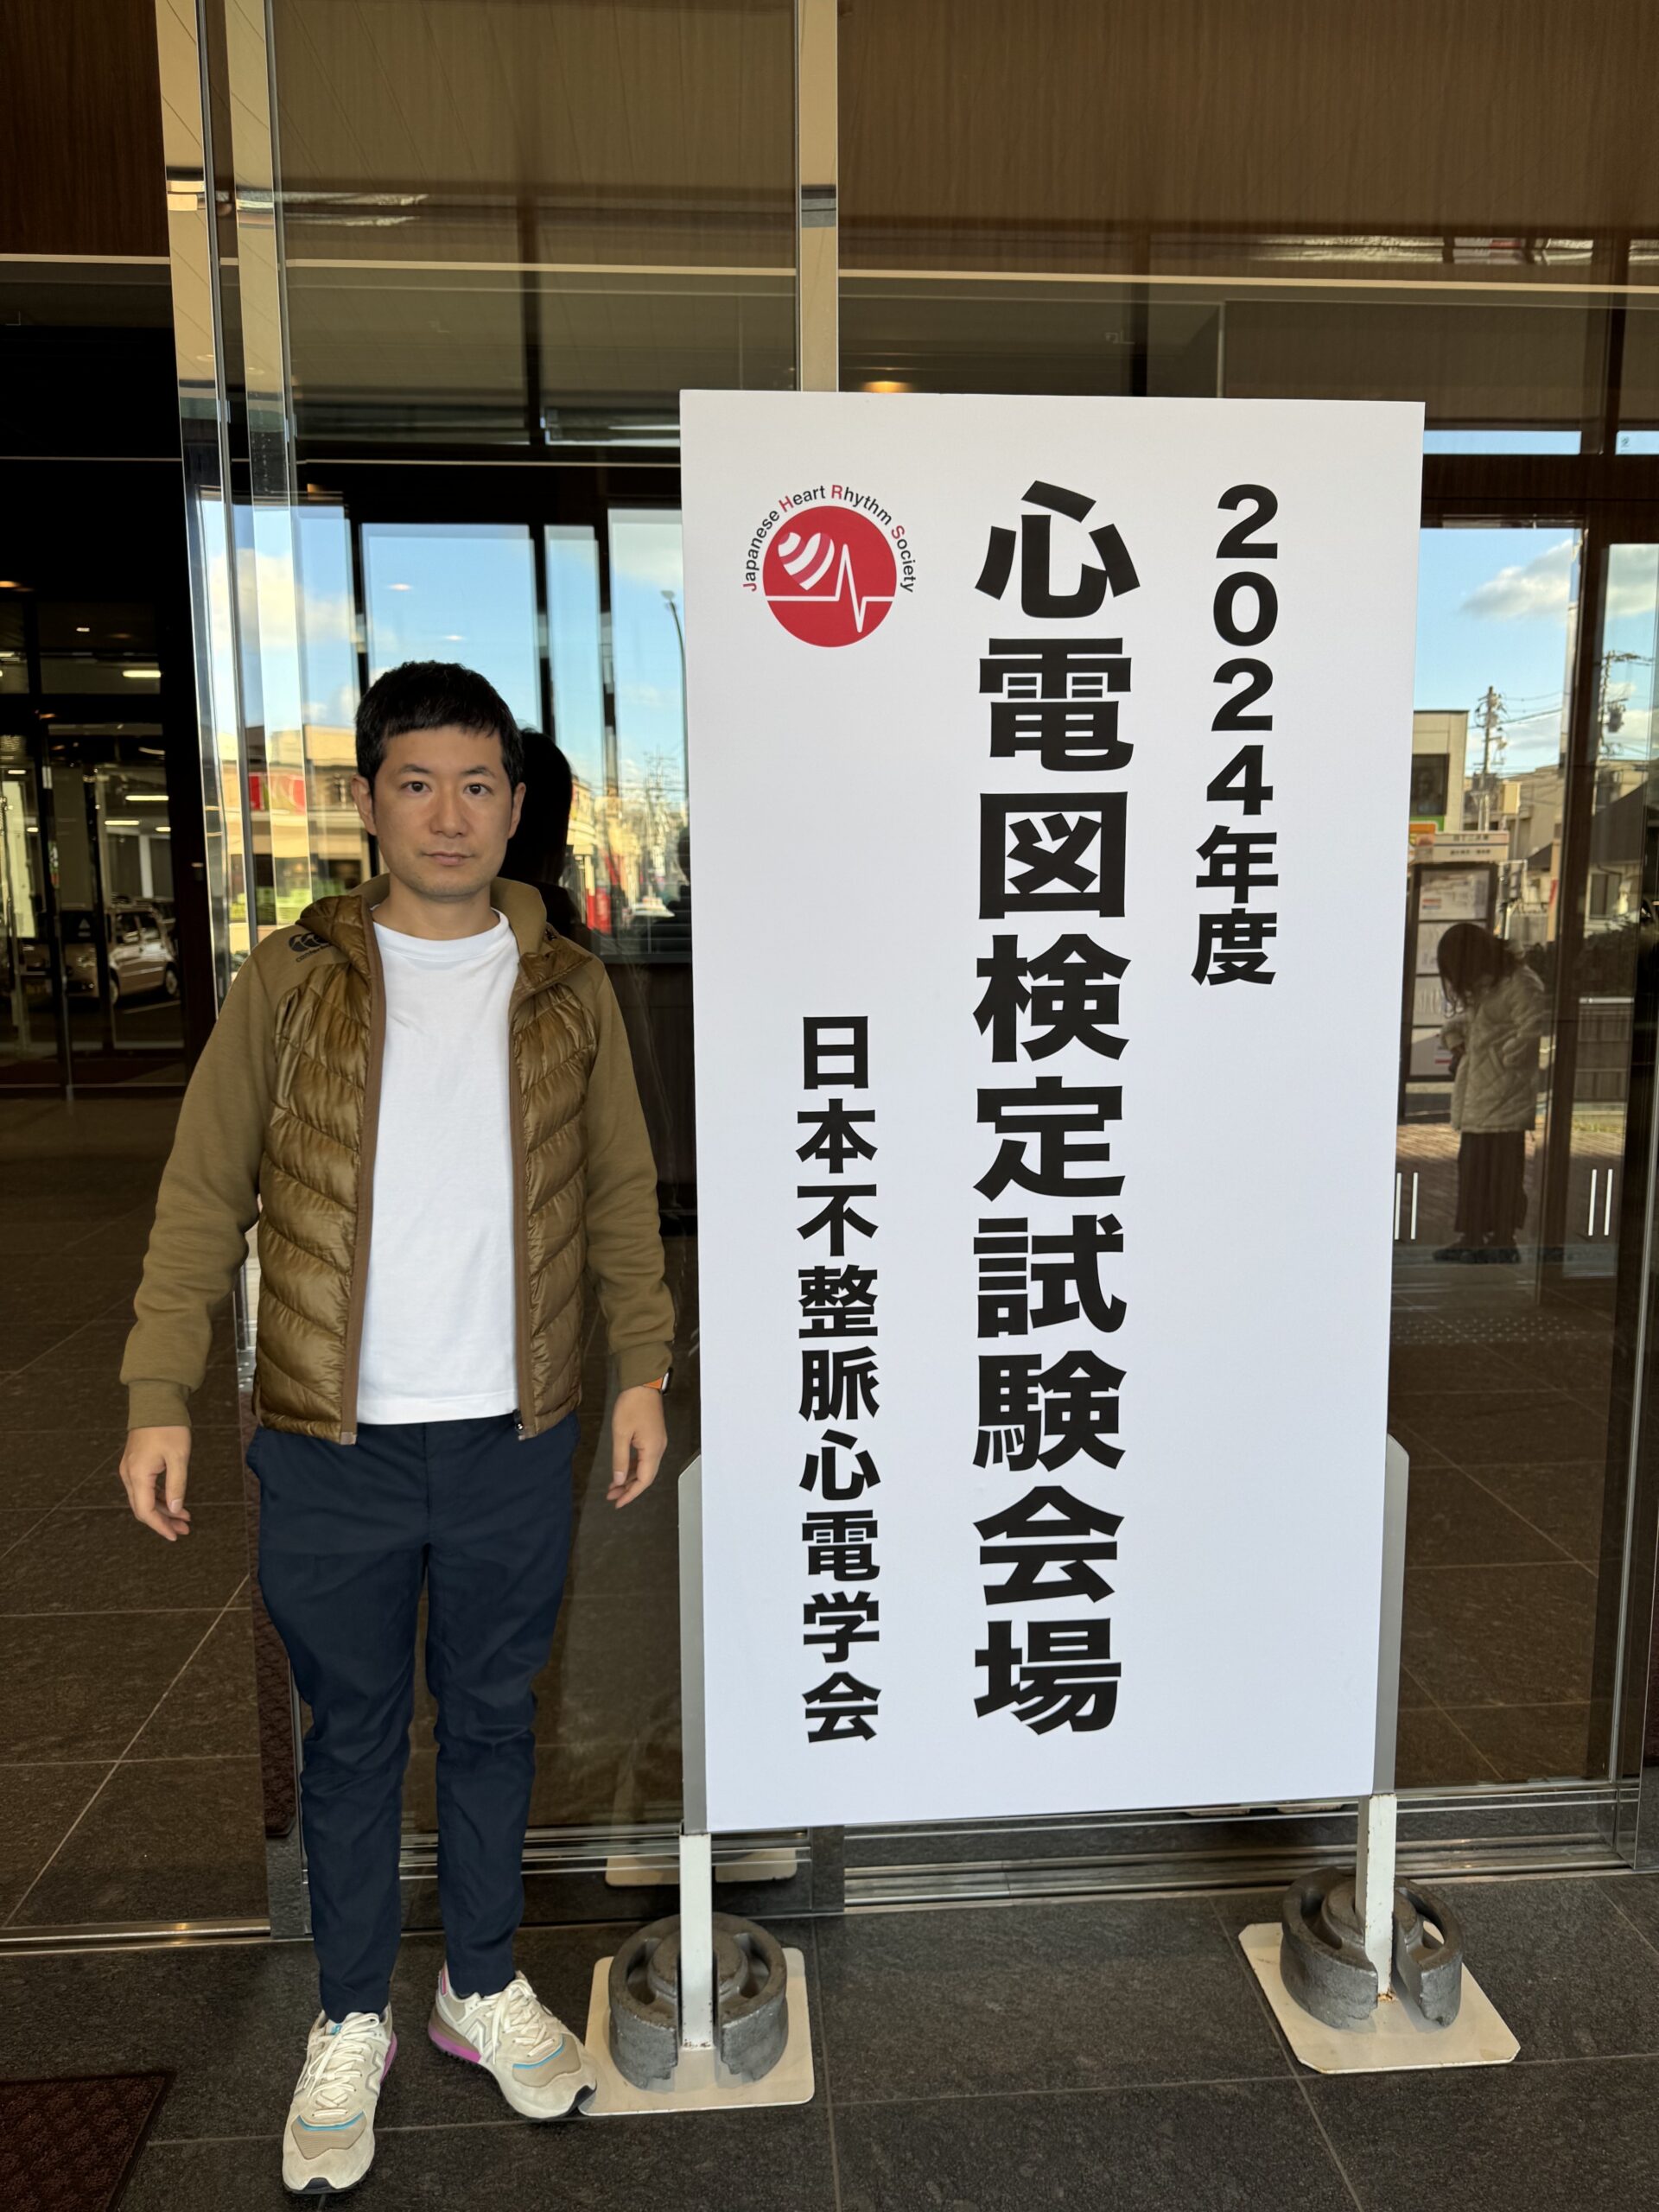 2024年度
心電図検定試験会場
Japanese Heart Rhythm Society
日本不整脈心電学会